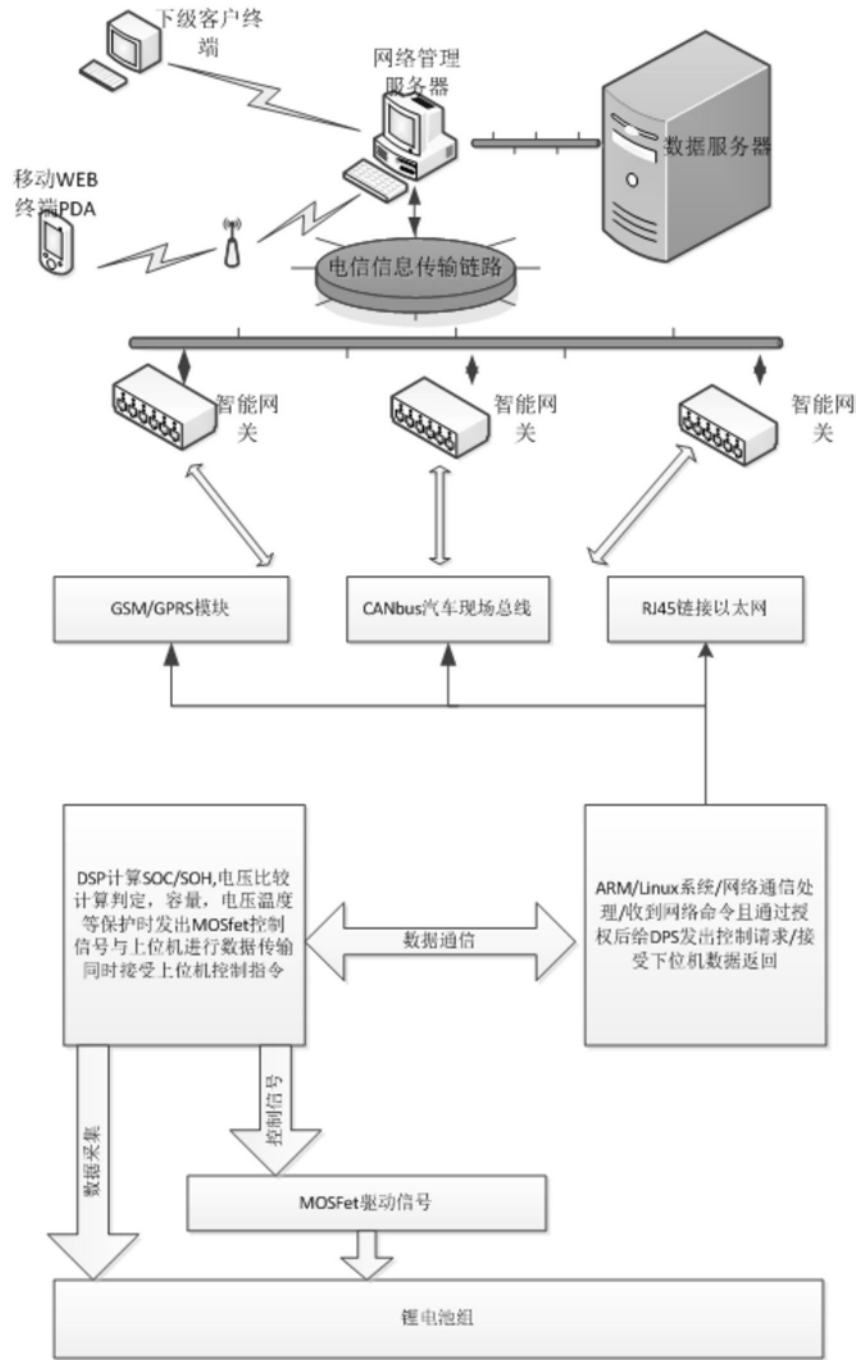 下级客户终
端
网络管理
服务器
数据服务器
移动WEB
终端PDA
电信信息传输链路
智能网
关
智能网
关
智能网
关
GSM/GPRS模块
CANbus汽车现场总线
RJ45链接以太网
DSP计算SOC/SOH,电压比较
计算判定，容量，电压温度
等保护时发出MOSfet控制
信号与上位机进行数据传输
同时接受上位机控制指令
数据通信
ARM/Linux系统/网络通信处
理/收到网络命令且通过授
权后给DPS发出控制请求/接
受下位机数据返回
数据采集
控制信号
MOSFet驱动信号
锂电池组